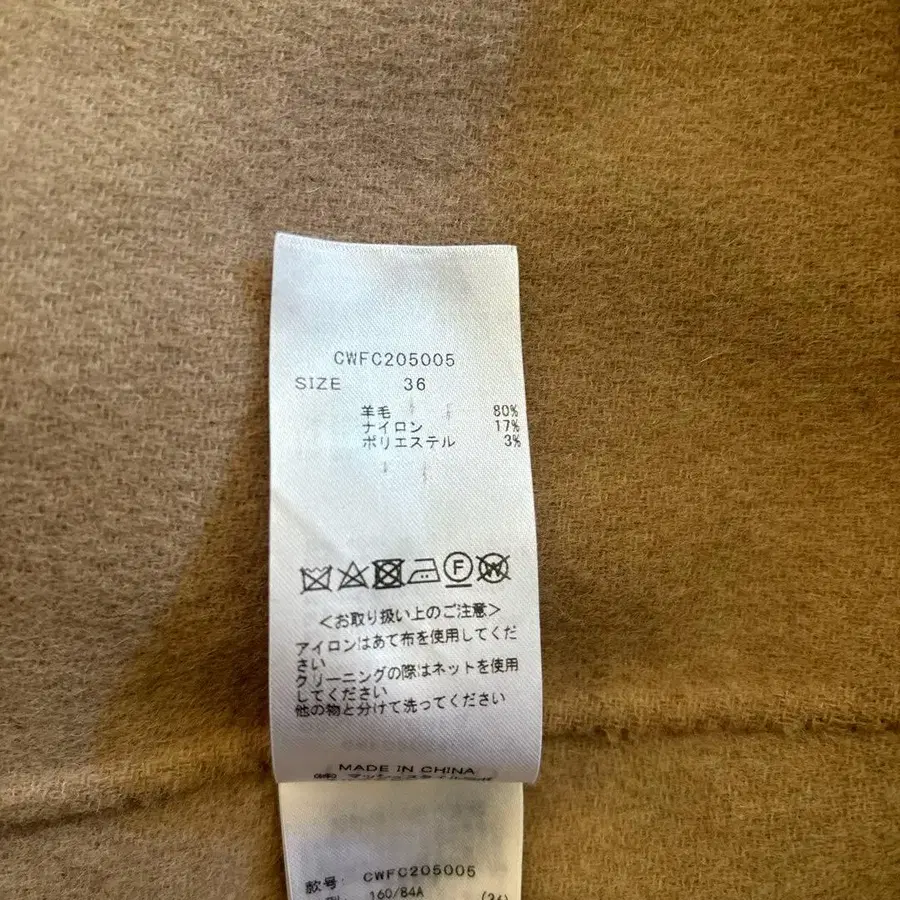 CWFC205005
SIZE 36
羊毛 80%
ナイロン 17%
ポリエステル 3%
F W
<お取り扱い上のご注意>
アイロンはあて布を使用してくだ
さい
クリーニングの際はネットを使用
してください
他の物と分けて洗ってください
MADE IN CHINA
款号: CWFC205005
160/84A (36)